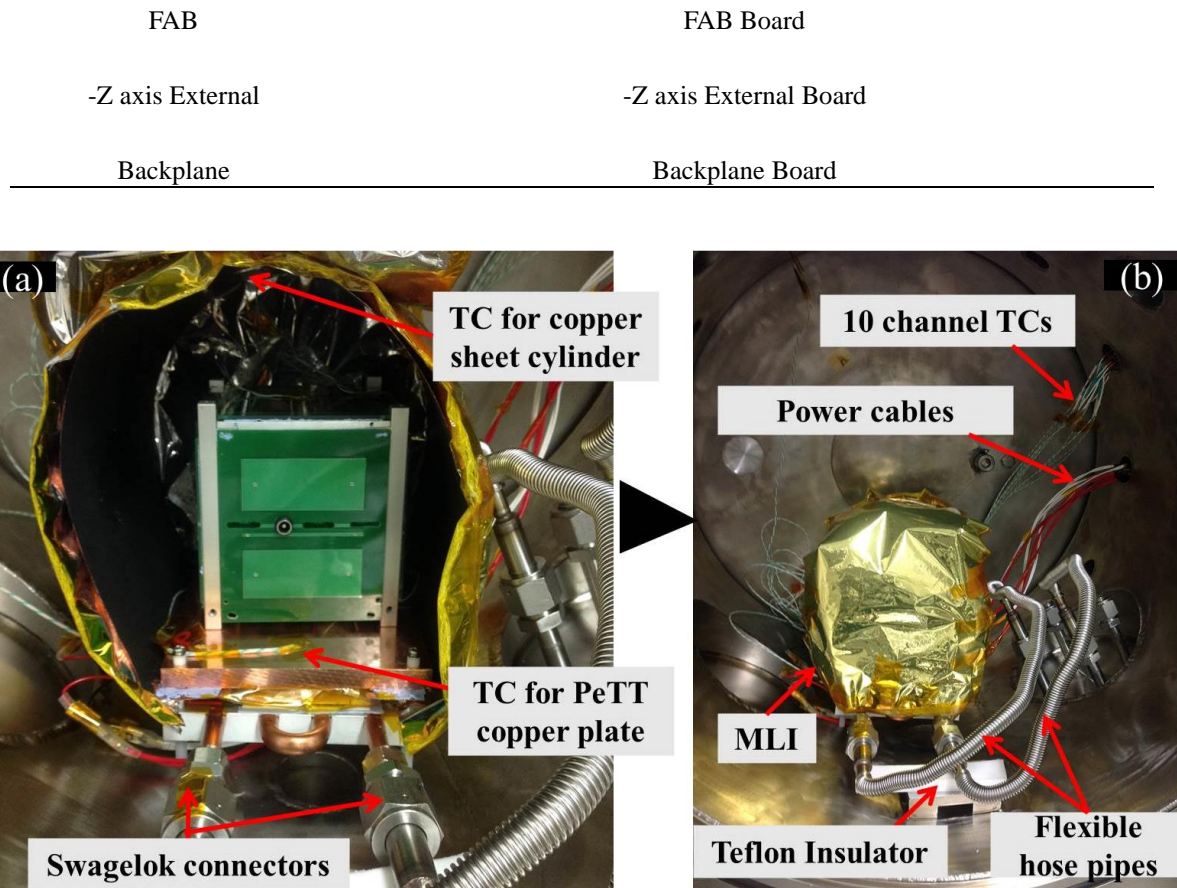 FAB FAB Board
-Z axis External -Z axis External Board
Backplane Backplane Board
(a)
TC for copper
sheet cylinder
TC for PeTT
copper plate
Swagelok connectors
(b)
10 channel TCs
Power cables
MLI
Teflon Insulator
Flexible
hose pipes